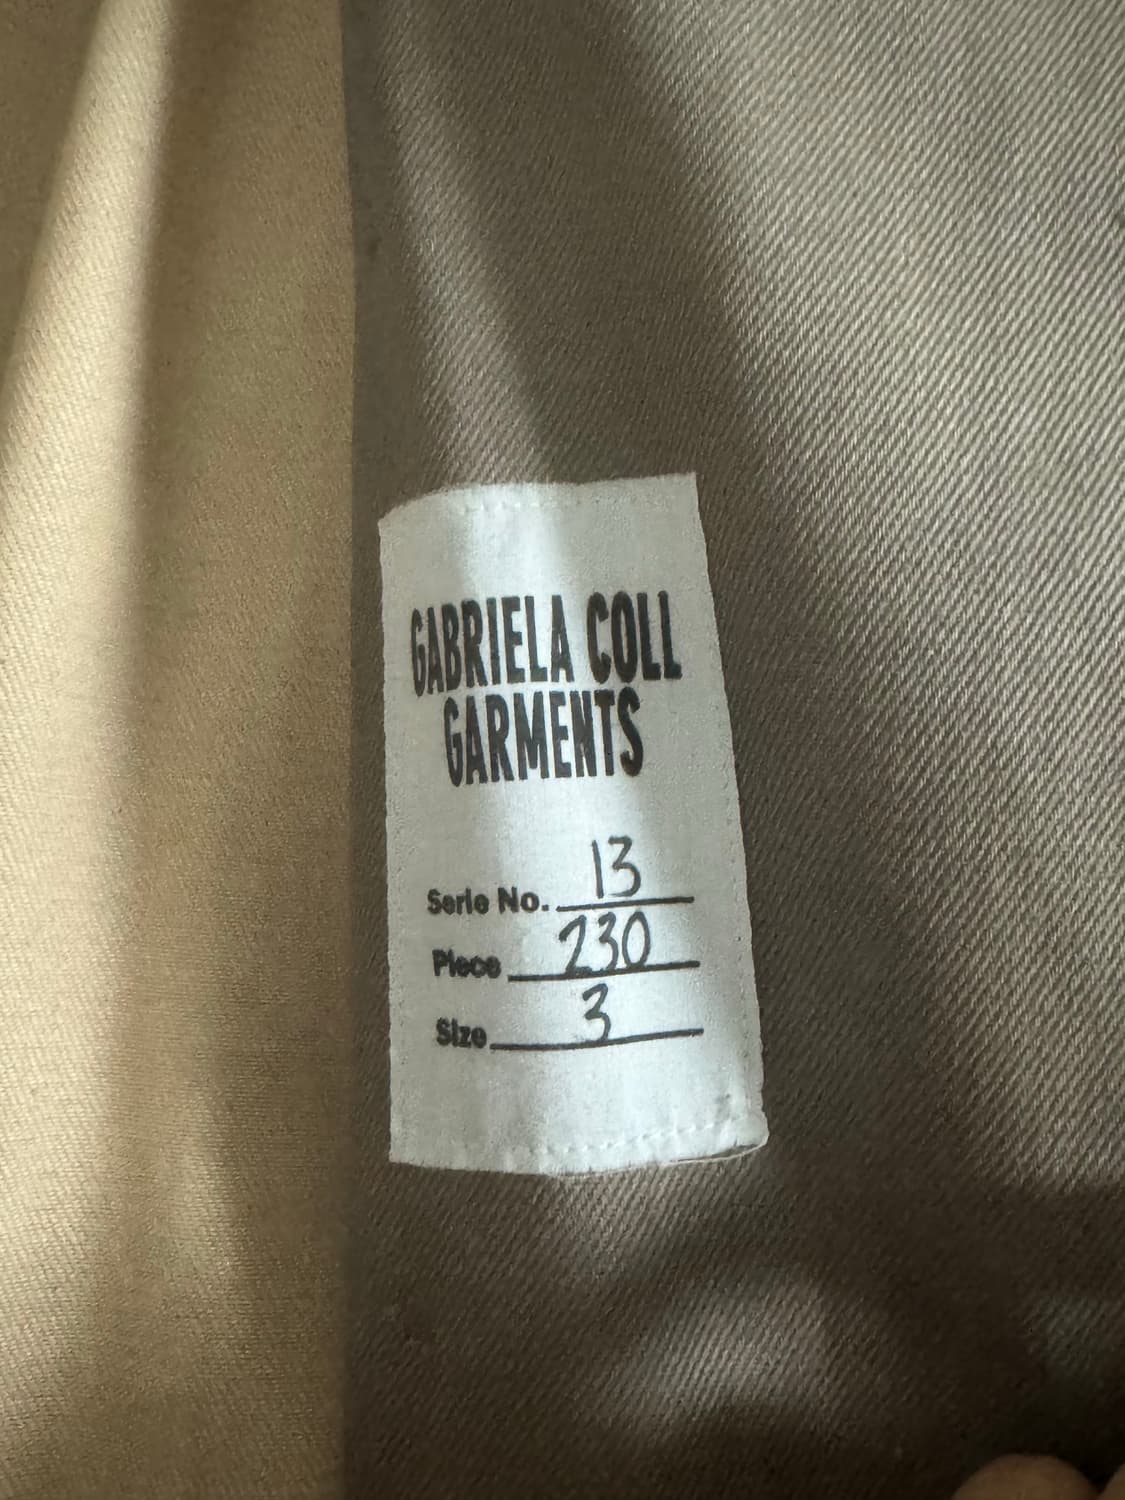 GABRIELA COLL
GARMENTS
Serie No. 13
Piece 230
Size 3